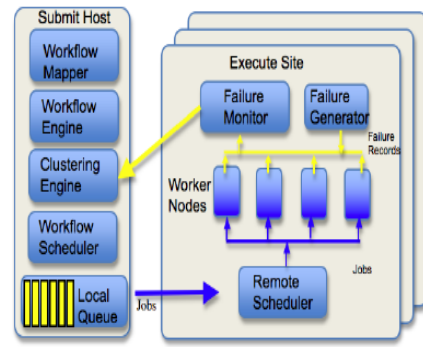 Submit Host
Workflow
Mapper
Workflow
Engine
Clustering
Engine
Workflow
Scheduler
Local
Queue
Jobs
Execute Site
Failure
Monitor
Failure
Generator
Failure
Records
Worker
Nodes
Jobs
Remote
Scheduler